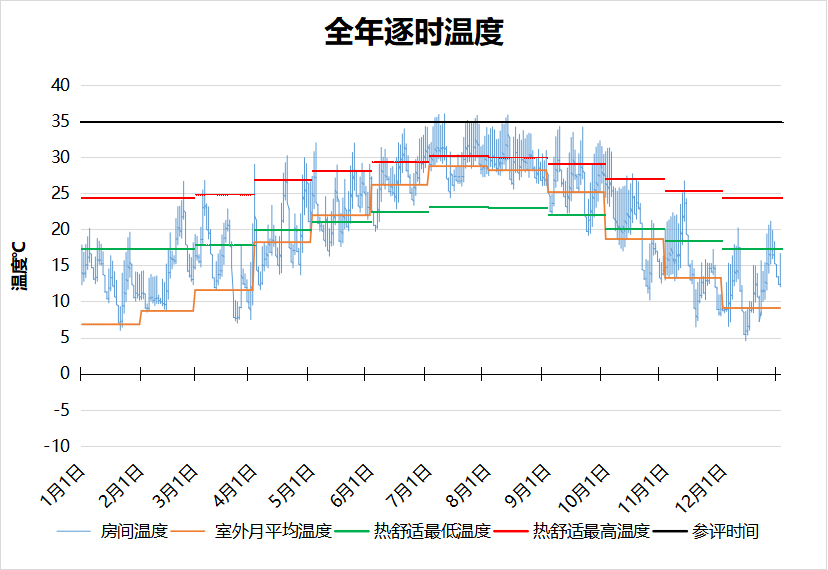 全年逐时温度
40
35
30
25
20
15
10
5
0
-5
-10
温度℃
1月1日
2月1日
3月1日
4月1日
5月1日
6月1日
7月1日
8月1日
9月1日
10月1日
11月1日
12月1日
房间温度 室外月平均温度 热舒适最低温度 热舒适最高温度 参评时间